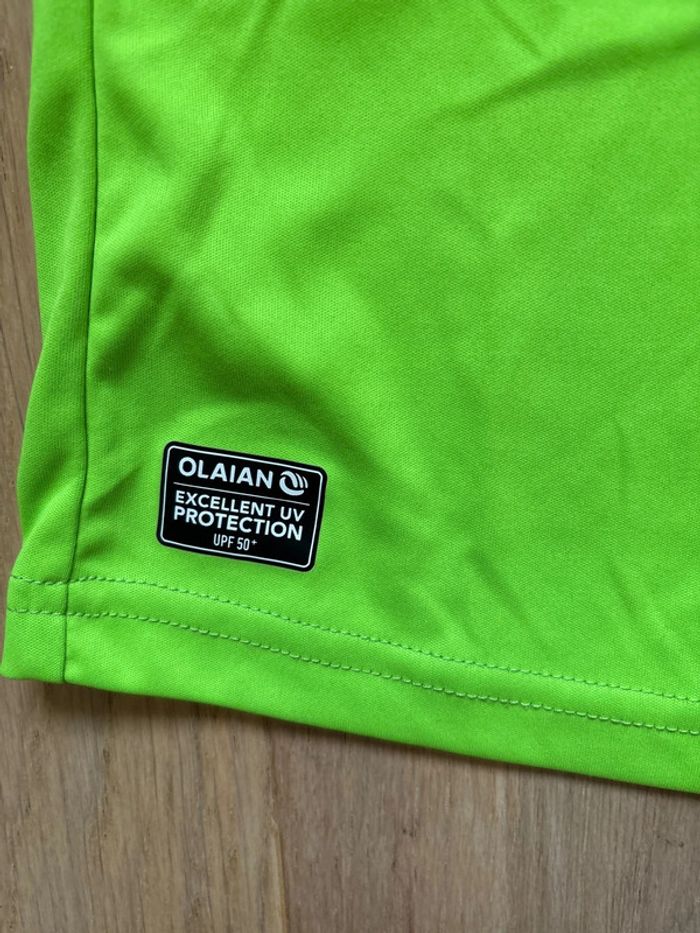 OLAIAN
EXCELLENT UV
PROTECTION
UPF 50+